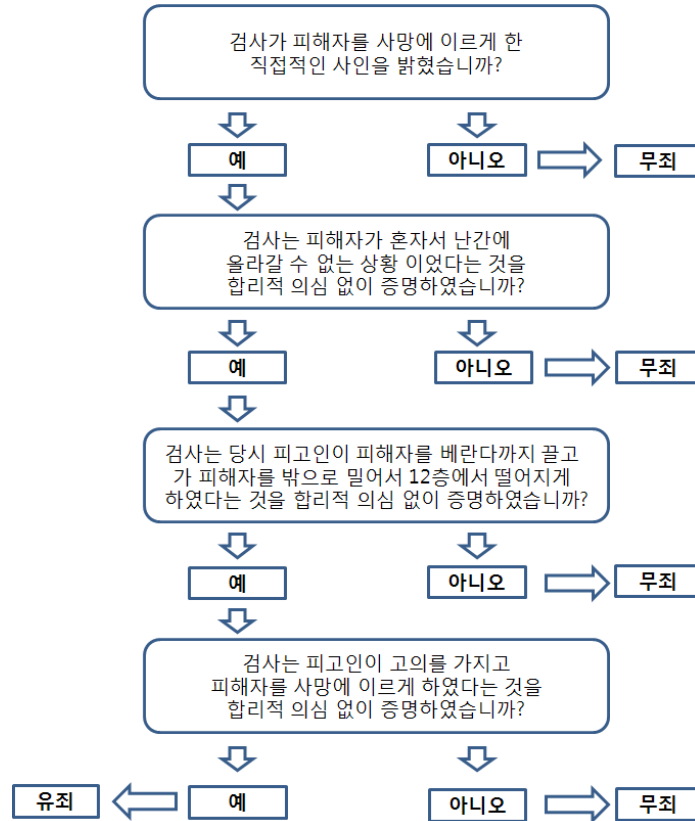 검사가 피해자를 사망에 이르게 한
직접적인 사인을 밝혔습니까?
예
아니오
무죄
검사는 피해자가 혼자서 난간에
올라갈 수 없는 상황 이었다는 것을
합리적 의심 없이 증명하였습니까?
예
아니오
무죄
검사는 당시 피고인이 피해자를 베란다까지 끌고
가 피해자를 밖으로 밀어서 12층에서 떨어지게
하였다는 것을 합리적 의심 없이 증명하였습니까?
예
아니오
무죄
검사는 피고인이 고의를 가지고
피해자를 사망에 이르게 하였다는 것을
합리적 의심 없이 증명하였습니까?
유죄
예
아니오
무죄